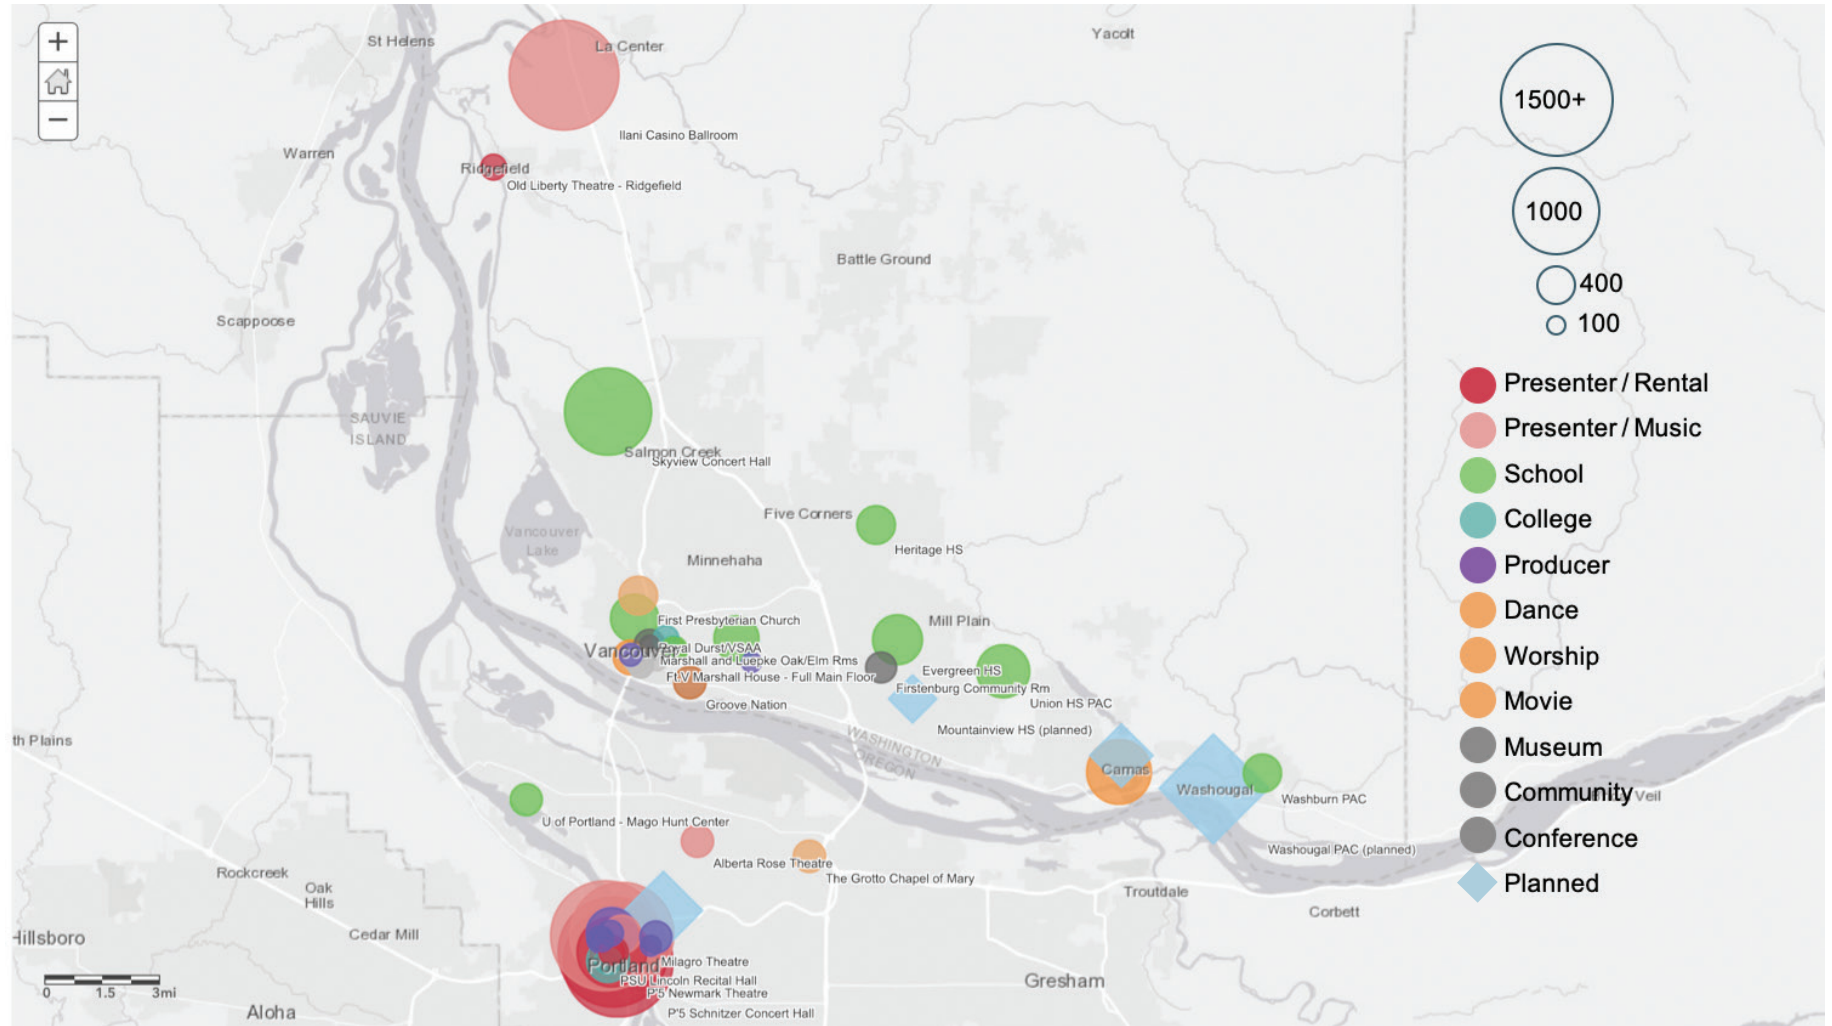 +
−
St Helens
La Center
Yacolt
Ilani Casino Ballroom
Warren
Ridgefield
Old Liberty Theatre - Ridgefield
Battle Ground
Scappoose
SAUVIE
ISLAND
Salmon Creek
Skyview Concert Hall
Vancouver
Lake
Five Corners
Heritage HS
Minnehaha
First Presbyterian Church
Mill Plain
Vancouver
Royal Durst/VSAA
Marshall and Luepke Oak/Elm Rms
Ft.V Marshall House - Full Main Floor
Evergreen HS
Firstenburg Community Rm
Groove Nation
Union HS PAC
Mountainview HS (planned)
WASHINGTON
OREGON
th Plains
Camas
Washougal
Washburn PAC
Veil
U of Portland - Mago Hunt Center
Washougal PAC (planned)
Alberta Rose Theatre
The Grotto Chapel of Mary
Rockcreek
Oak
Hills
Troutdale
Corbett
Hillsboro
Cedar Mill
Portland
Milagro Theatre
PSU Lincoln Recital Hall
P'5 Newmark Theatre
P'5 Schnitzer Concert Hall
Gresham
0 1.5 3mi
Aloha
1500+
1000
400
100
Presenter / Rental
Presenter / Music
School
College
Producer
Dance
Worship
Movie
Museum
Community
Conference
Planned